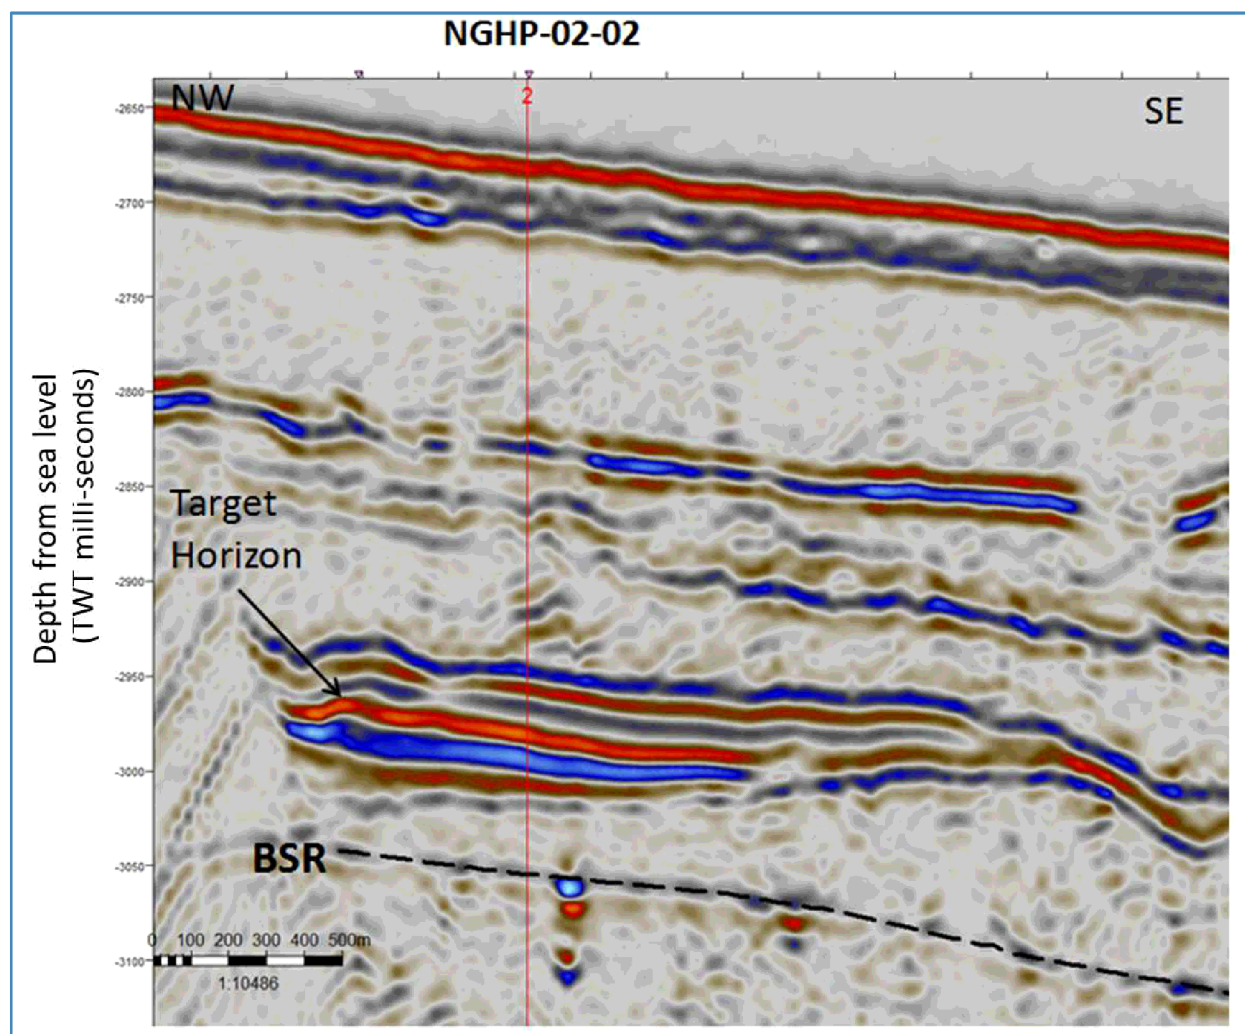 NGHP-02-02
NW
2
SE
-2650
-2700
-2750
-2800
-2850
-2900
-2950
-3000
-3050
-3100
Depth from sea level
(TWT milli-seconds)
Target
Horizon
BSR
0 100 200 300 400 500m
1:10486